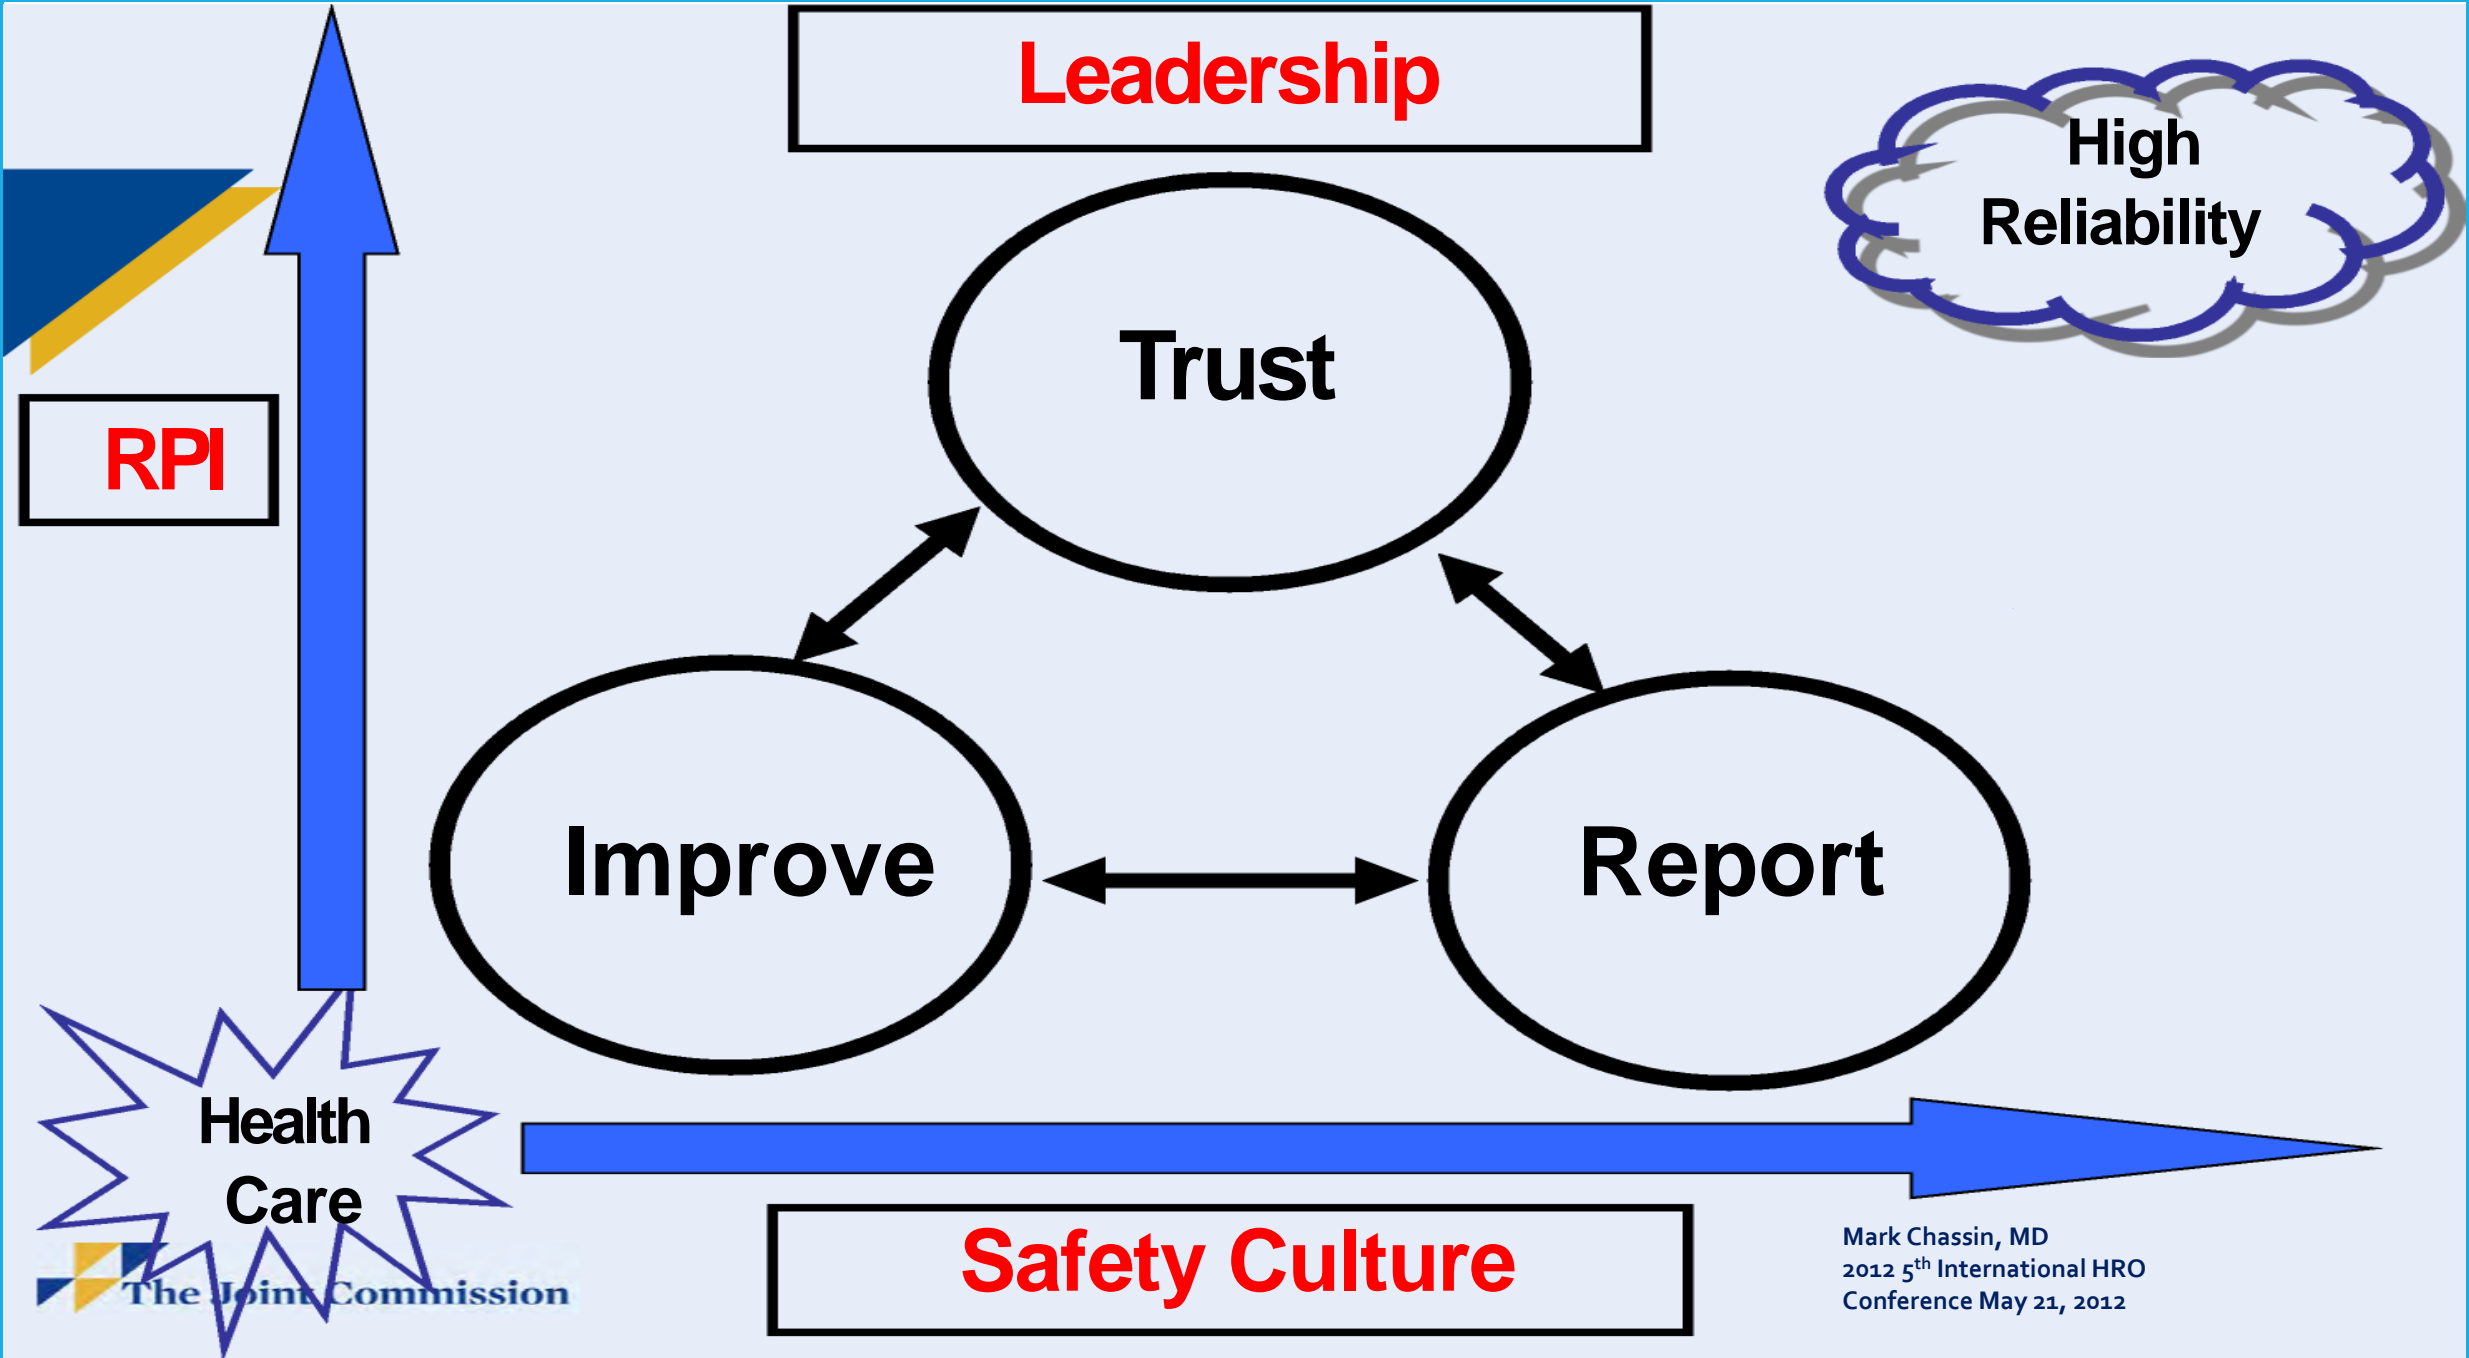 Leadership
High
Reliability
Trust
RPI
Improve
Report
Health
Care
Safety Culture
The Joint Commission
Mark Chassin, MD
2012 5th International HRO
Conference May 21, 2012